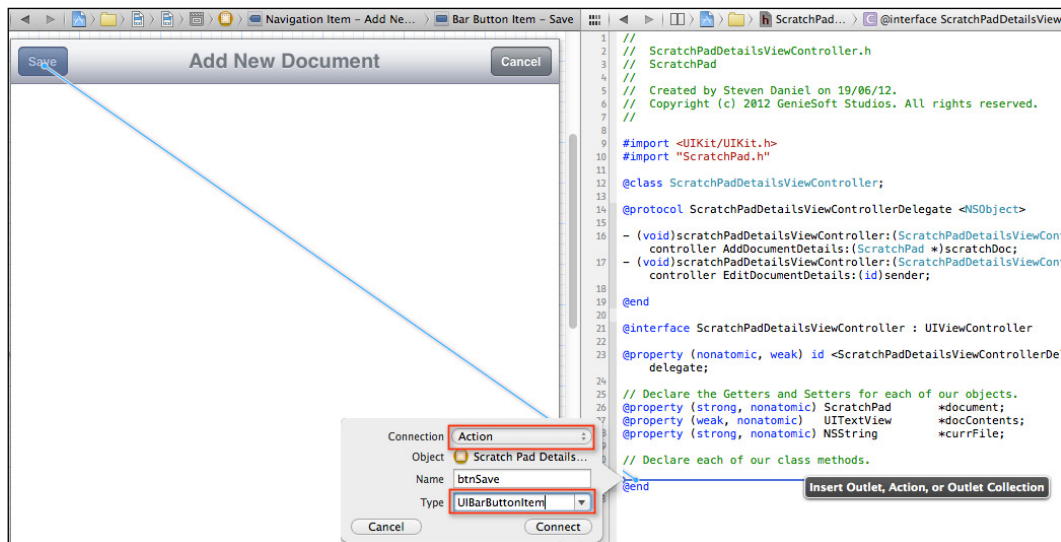 Navigation Item – Add Ne... Bar Button Item – Save
ScratchPad... @interface ScratchPadDetailsView
Save
Add New Document
Cancel
1 //
2 // ScratchPadDetailsViewController.h
3 // ScratchPad
4 //
5 // Created by Steven Daniel on 19/06/12.
6 // Copyright (c) 2012 GenieSoft Studios. All rights reserved.
7 //
8
9 #import <UIKit/UIKit.h>
10 #import "ScratchPad.h"
11
12 @class ScratchPadDetailsViewController;
13
14 @protocol ScratchPadDetailsViewControllerDelegate <NSObject>
15
16 - (void)scratchPadDetailsViewController:(ScratchPadDetailsViewCon
controller AddDocumentDetails:(ScratchPad *)scratchDoc;
17 - (void)scratchPadDetailsViewController:(ScratchPadDetailsViewCon
controller EditDocumentDetails:(id)sender;
18
19 @end
20
21 @interface ScratchPadDetailsViewController : UIViewController
22
23 @property (nonatomic, weak) id <ScratchPadDetailsViewControllerDe
delegate;
24
25 // Declare the Getters and Setters for each of our objects.
26 @property (strong, nonatomic) ScratchPad *document;
@property (weak, nonatomic) UITextView *docContents;
@property (strong, nonatomic) NSString *currFile;
// Declare each of our class methods.
@end
Insert Outlet, Action, or Outlet Collection
Connection Action
Object Scratch Pad Details...
Name btnSave
Type UIBarButtonItem
Cancel Connect